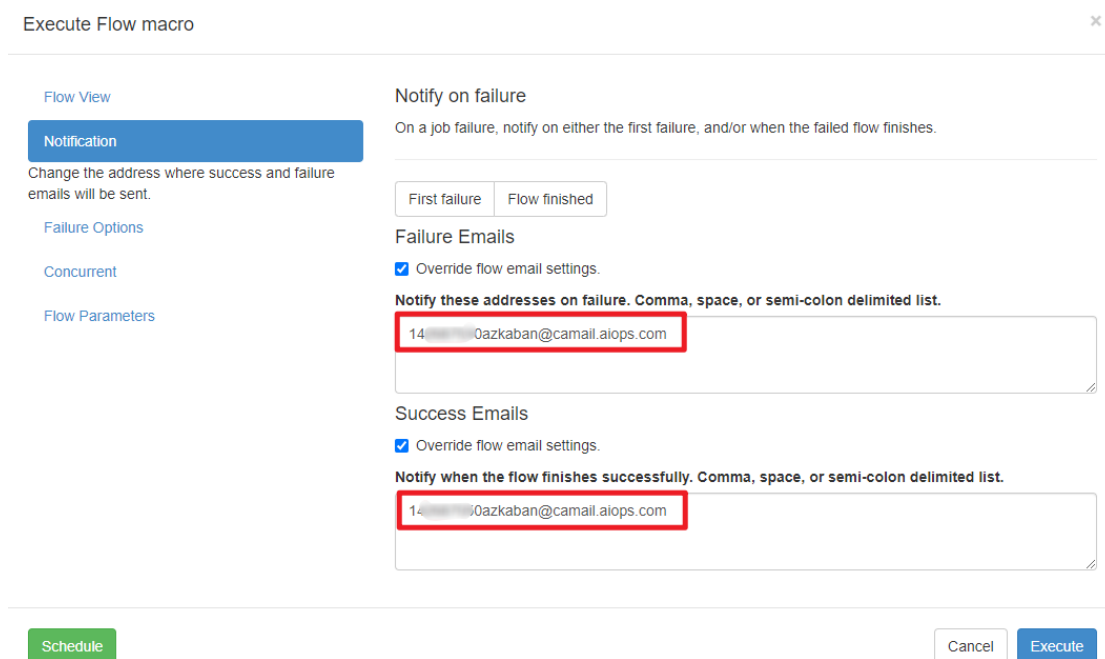 Execute Flow macro
×
Flow View
Notification
Change the address where success and failure
emails will be sent.
Failure Options
Concurrent
Flow Parameters
Notify on failure
On a job failure, notify on either the first failure, and/or when the failed flow finishes.
First failure
Flow finished
Failure Emails
Override flow email settings.
Notify these addresses on failure. Comma, space, or semi-colon delimited list.
14 0azkaban@camail.aiops.com
Success Emails
Override flow email settings.
Notify when the flow finishes successfully. Comma, space, or semi-colon delimited list.
14 0azkaban@camail.aiops.com
Schedule
Cancel
Execute